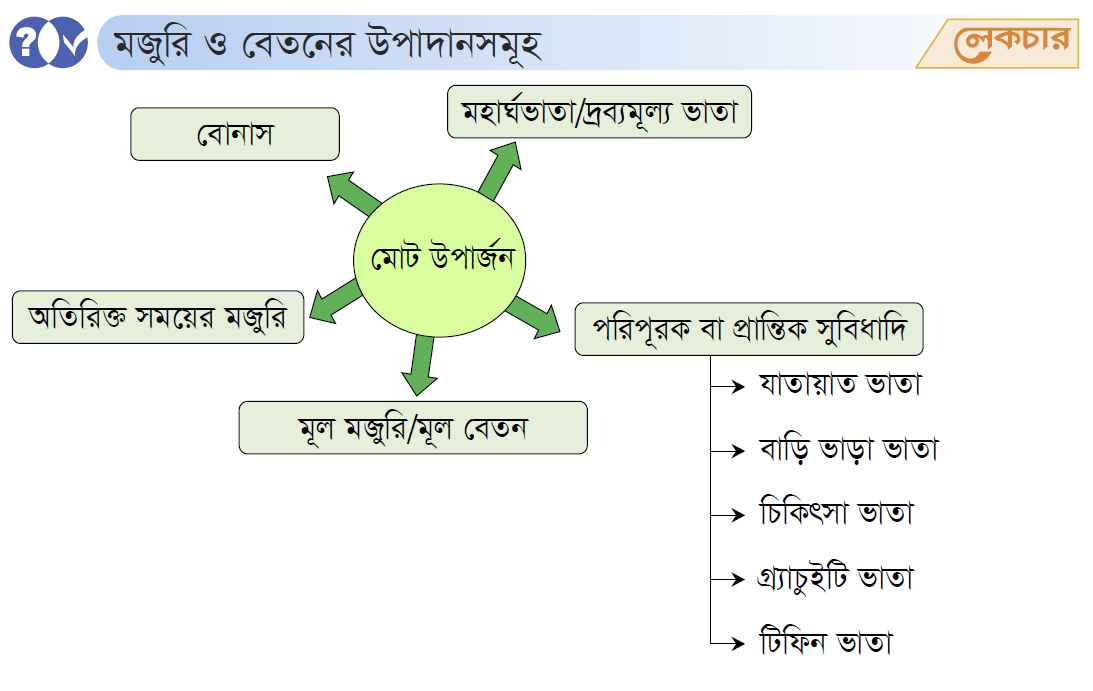 ?
মজুরি ও বেতনের উপাদানসমূহ
লেকচার
মহার্ঘভাতা/দ্রব্যমূল্য ভাতা
বোনাস
মোট উপার্জন
অতিরিক্ত সময়ের মজুরি
পরিপূরক বা প্রান্তিক সুবিধাদি
যাতায়াত ভাতা
মূল মজুরি/মূল বেতন
বাড়ি ভাড়া ভাতা
চিকিৎসা ভাতা
গ্র্যাচুইটি ভাতা
টিফিন ভাতা